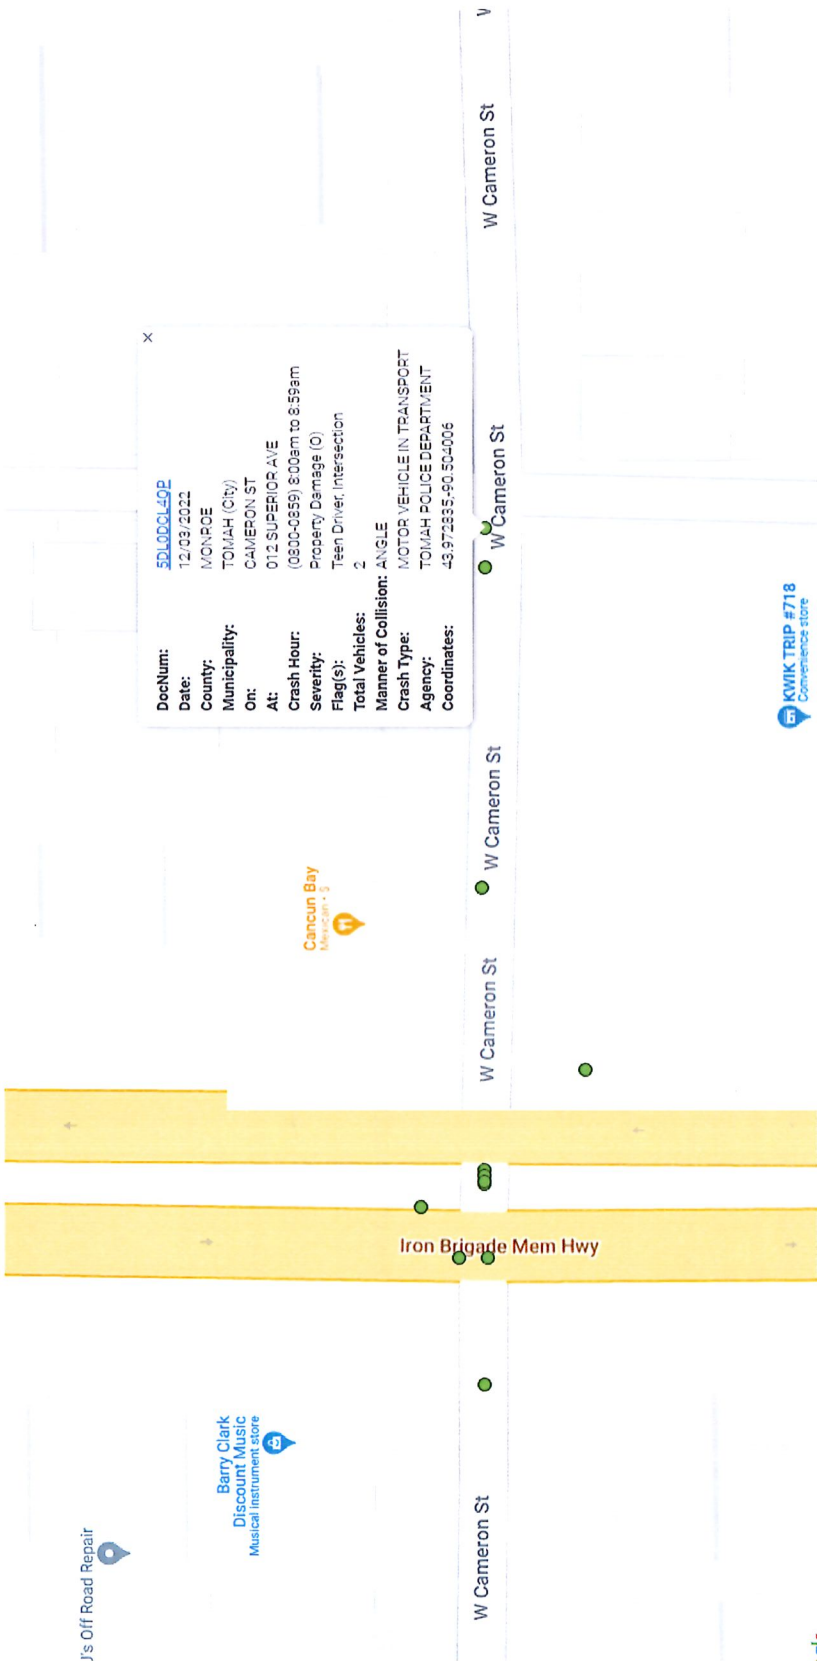 J's Off Road Repair
Barry Clark
Discount Music
Musical instrument store
W Cameron St
Iron Brigade Mem Hwy
W Cameron St
Cancun Bay
Mexican • $
W Cameron St
DocNum: 5DL0DCL4QP
Date: 12/03/2022
County: MONROE
Municipality: TOMAH (City)
On: CAMERON ST
At: 012 SUPERIOR AVE
Crash Hour: (0800-0859) 8:00am to 8:59am
Severity: Property Damage (O)
Flag(s): Teen Driver, Intersection
Total Vehicles: 2
Manner of Collision: ANGLE
Crash Type: MOTOR VEHICLE IN TRANSPORT
Agency: TOMAH POLICE DEPARTMENT
Coordinates: 43.972835,-90.504006
W Cameron St
KWIK TRIP #718
Convenience store
W Cameron St